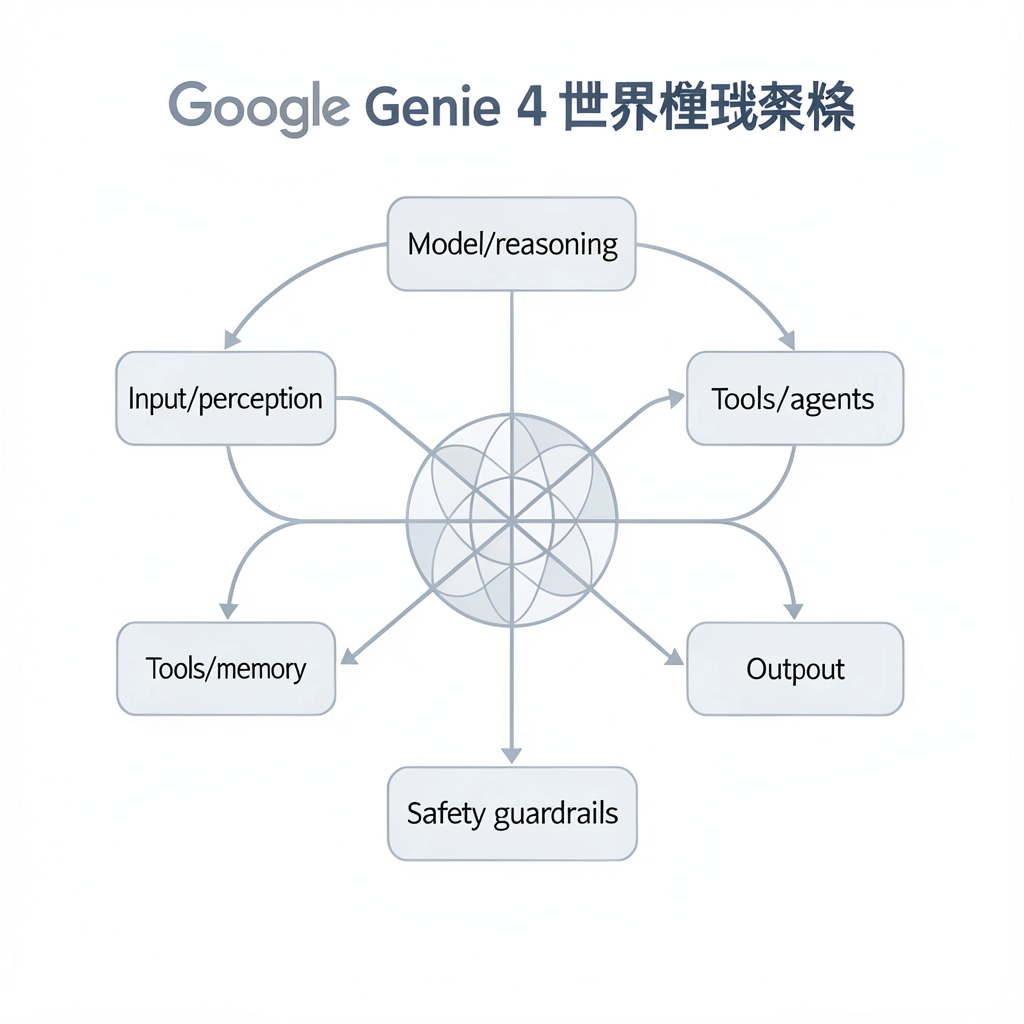 Google Genie 4 世界
Model/reasoning
Input/perception
Tools/agents
Tools/memory
Outpout
Safety guardrails